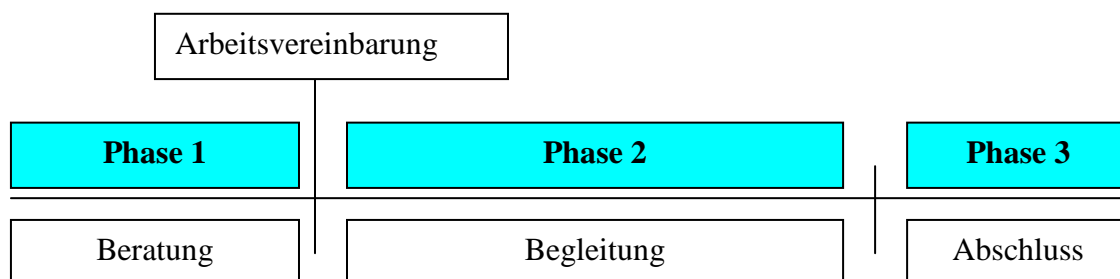 Arbeitsvereinbarung
Phase 1
Phase 2
Phase 3
Beratung
Begleitung
Abschluss